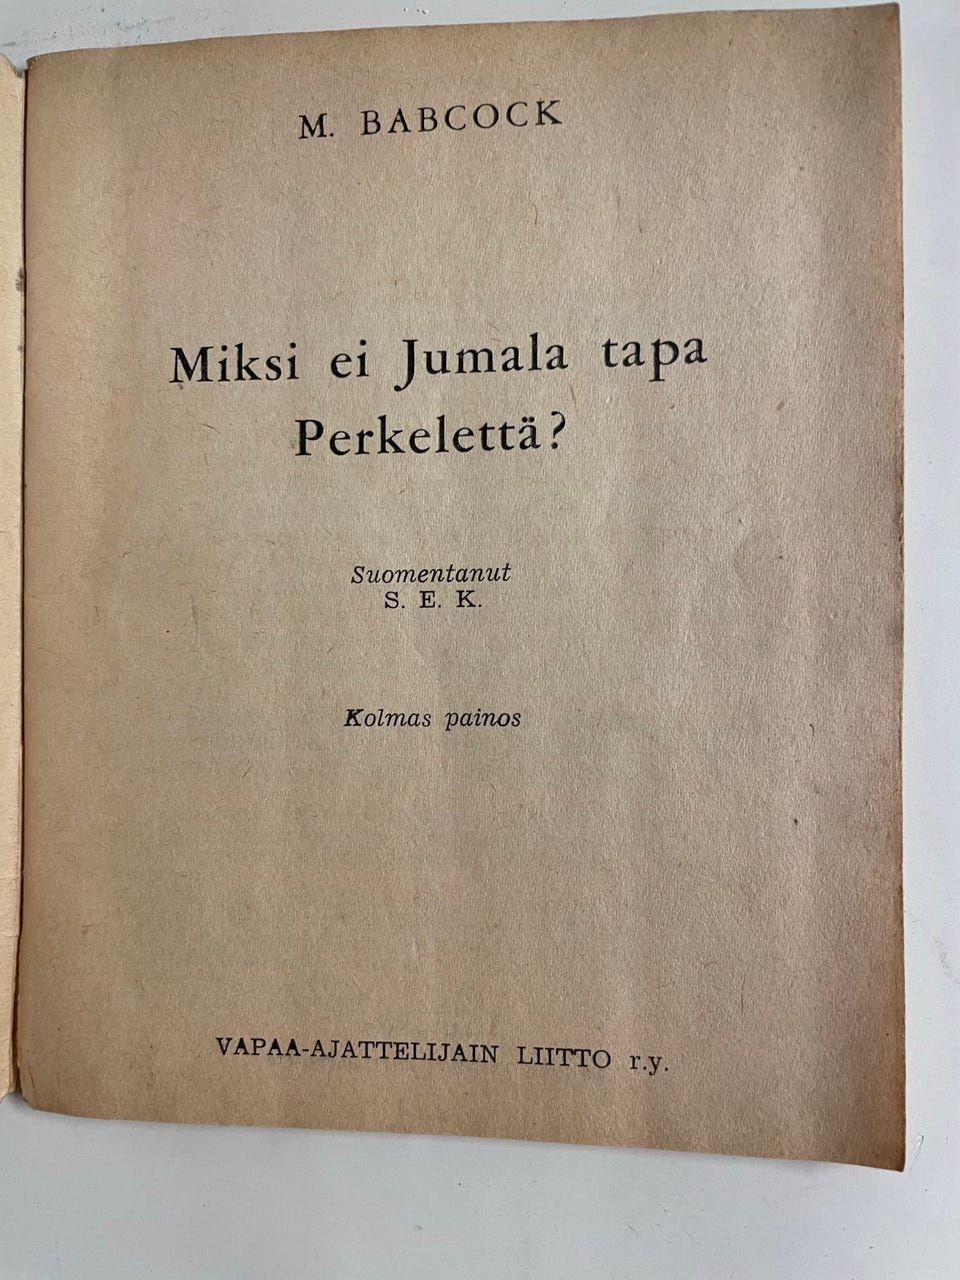 M. BABCOCK
Miksi ei Jumala tapa
Perkelettä?
Suomentanut
S. E. K.
Kolmas painos
VAPAA-AJATTELIJAIN LIITTO r.y.